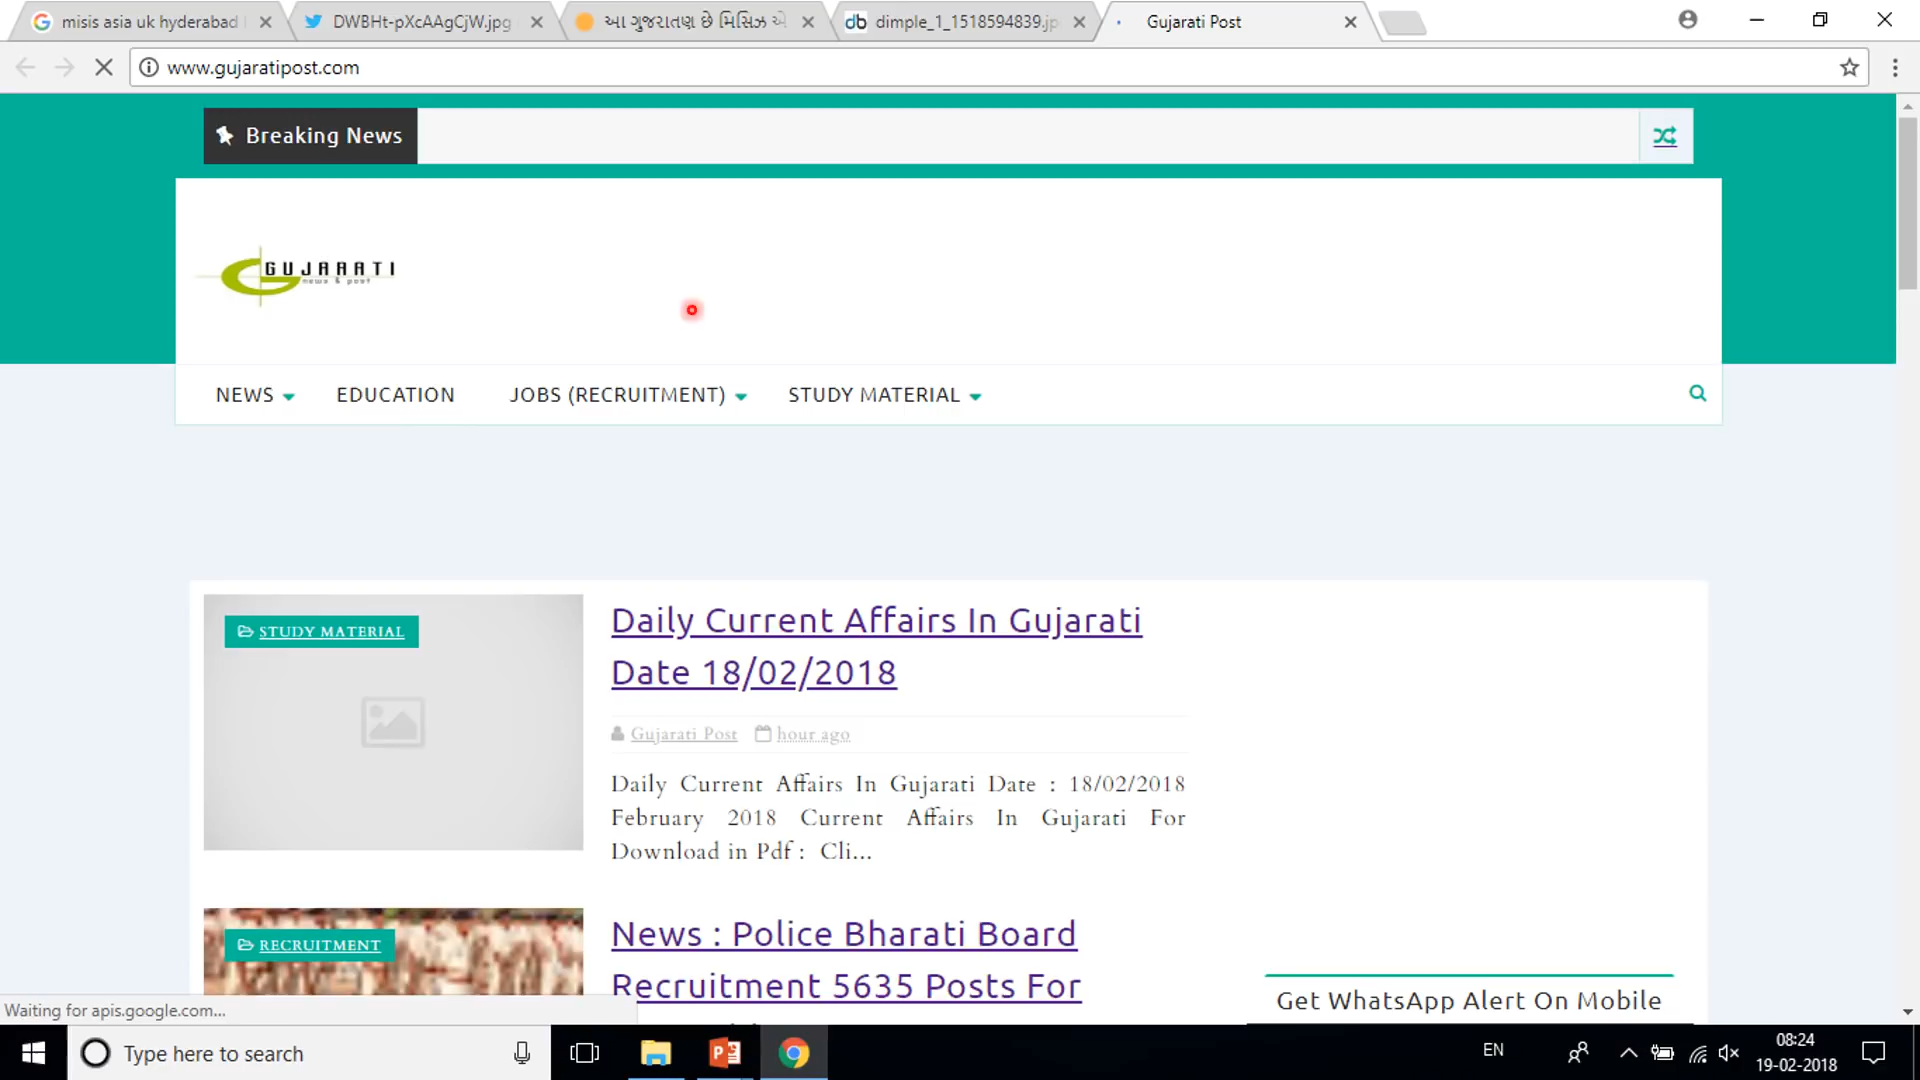 misis asia uk hyderabad
DWBHt-pXcAAgCjW.jpg
આ ગુજરાતણ છે મિસિઝ એ
db dimple_1_1518594839.jp
Gujarati Post
www.gujaratipost.com
Breaking News
GUJARATI
news & post
NEWS
EDUCATION
JOBS (RECRUITMENT)
STUDY MATERIAL
STUDY MATERIAL
Daily Current Affairs In Gujarati
Date 18/02/2018
Gujarati Post hour ago
Daily Current Affairs In Gujarati Date : 18/02/2018
February 2018 Current Affairs In Gujarati For
Download in Pdf : Cli...
RECRUITMENT
News : Police Bharati Board
Recruitment 5635 Posts For
Get WhatsApp Alert On Mobile
Waiting for apis.google.com...
Type here to search
EN
08:24
19-02-2018